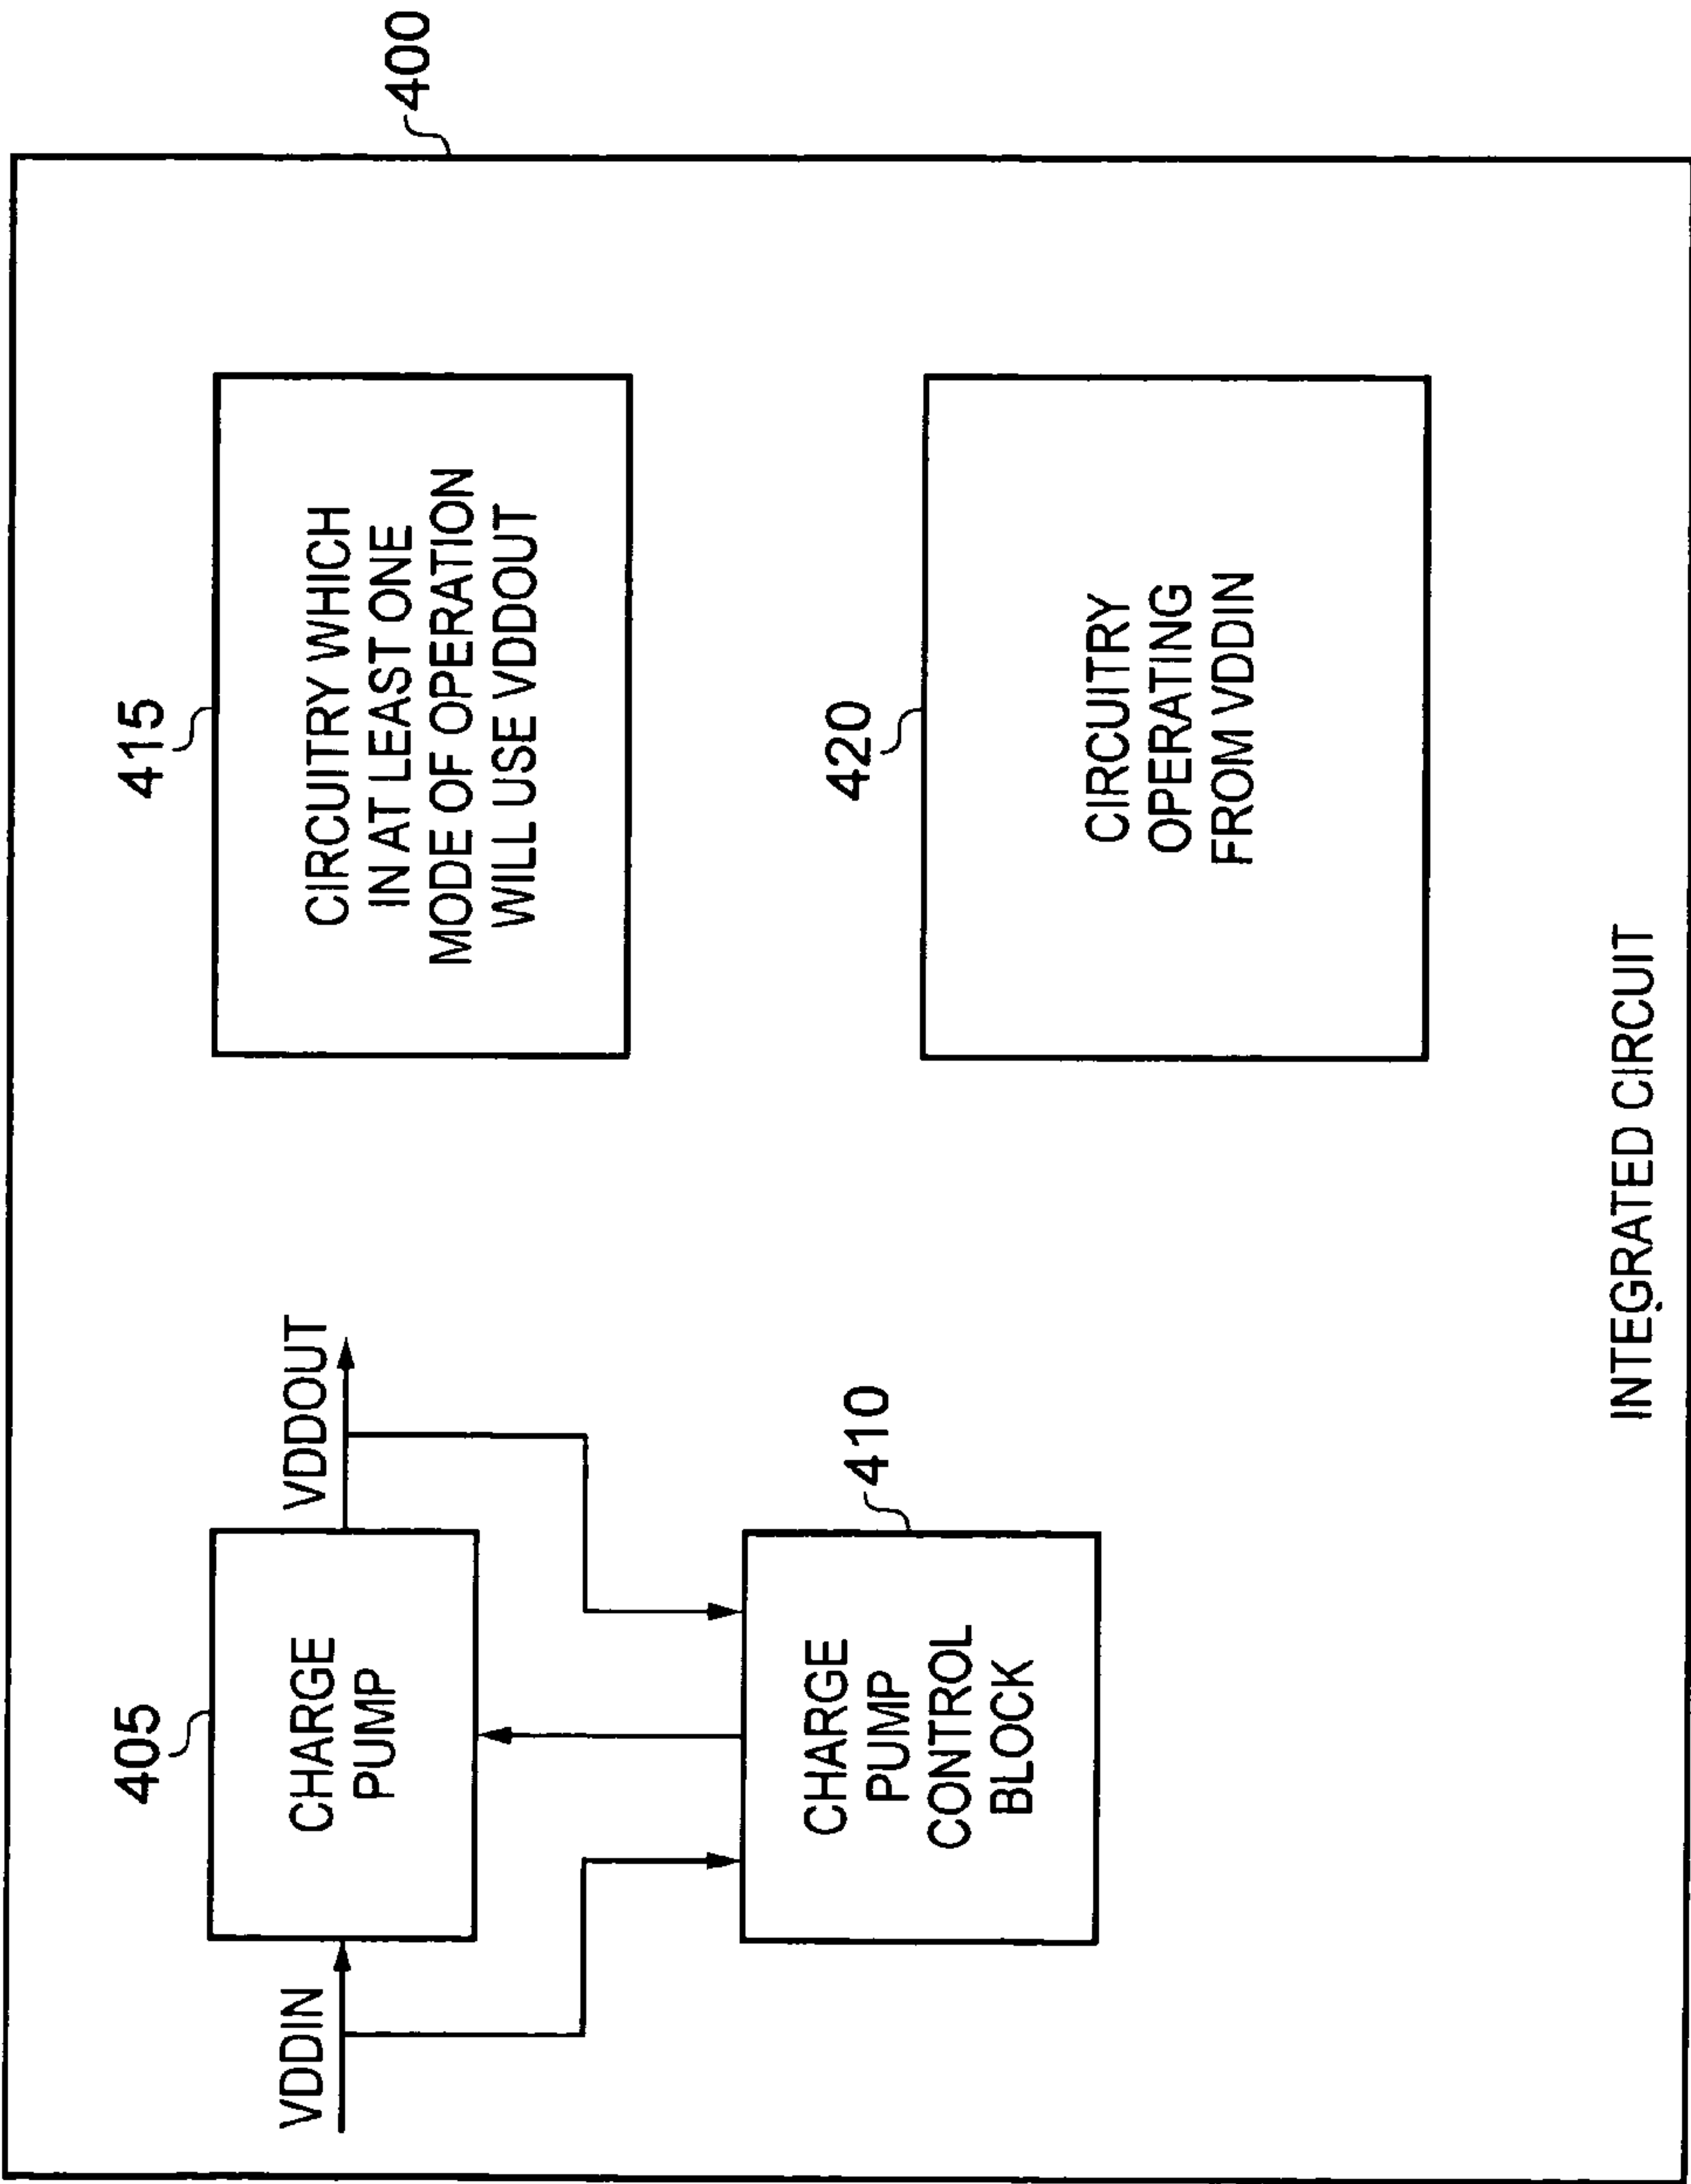 400
405
CHARGE
PUMP
VDDIN
VDDOUT
410
CHARGE
PUMP
CONTROL
BLOCK
415
CIRCUITRY WHICH
IN AT LEAST ONE
MODE OF OPERATION
WILL USE VDDOUT
420
CIRCUITRY
OPERATING
FROM VDDIN
INTEGRATED CIRCUIT